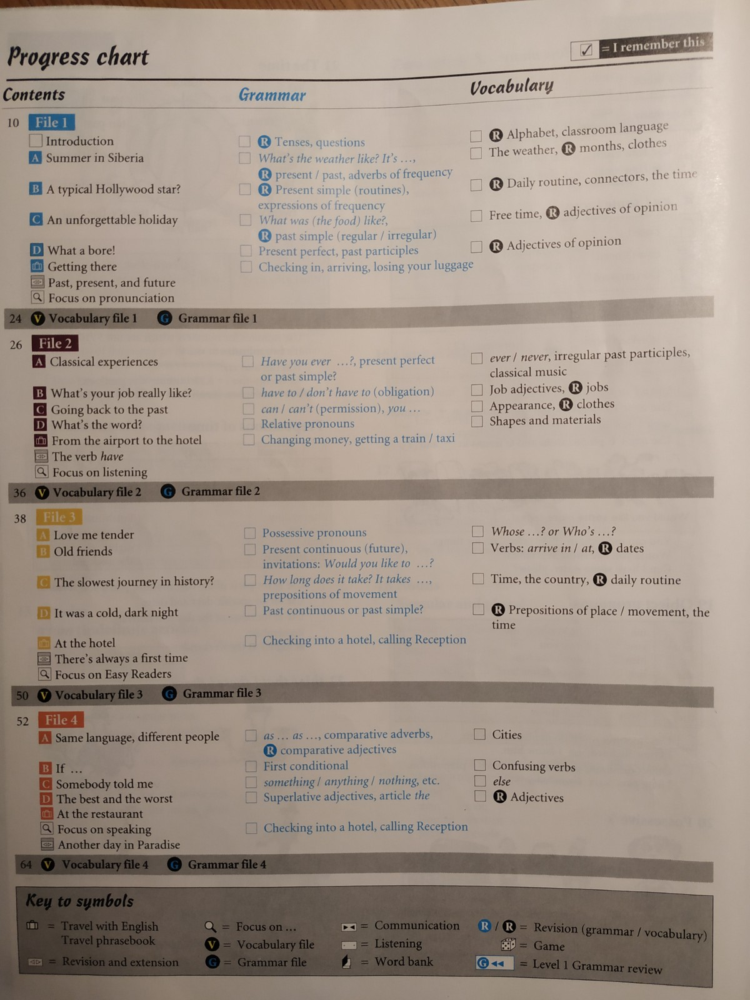 Progress chart
✓ = I remember this
Contents Grammar Vocabulary
10 File 1
Introduction R Tenses, questions R Alphabet, classroom language
A Summer in Siberia What's the weather like? It's …, The weather, R months, clothes
R present / past, adverbs of frequency
B A typical Hollywood star? R Present simple (routines), R Daily routine, connectors, the time
expressions of frequency
C An unforgettable holiday What was (the food) like?, Free time, R adjectives of opinion
R past simple (regular / irregular)
D What a bore! Present perfect, past participles R Adjectives of opinion
Getting there Checking in, arriving, losing your luggage
Past, present, and future
Focus on pronunciation
24 V Vocabulary file 1 G Grammar file 1
26 File 2
A Classical experiences Have you ever …?, present perfect ever / never, irregular past participles,
or past simple? classical music
B What's your job really like? have to / don't have to (obligation) Job adjectives, R jobs
C Going back to the past can / can't (permission), you … Appearance, R clothes
D What's the word? Relative pronouns Shapes and materials
From the airport to the hotel Changing money, getting a train / taxi
The verb have
Focus on listening
36 V Vocabulary file 2 G Grammar file 2
38 File 3
A Love me tender Possessive pronouns Whose …? or Who's …?
B Old friends Present continuous (future), Verbs: arrive in / at, R dates
invitations: Would you like to …?
C The slowest journey in history? How long does it take? It takes …, Time, the country, R daily routine
prepositions of movement
D It was a cold, dark night Past continuous or past simple? R Prepositions of place / movement, the
time
At the hotel Checking into a hotel, calling Reception
There's always a first time
Focus on Easy Readers
50 V Vocabulary file 3 G Grammar file 3
52 File 4
A Same language, different people as … as …, comparative adverbs, Cities
R comparative adjectives
B If … First conditional Confusing verbs
C Somebody told me something / anything / nothing, etc. else
D The best and the worst Superlative adjectives, article the R Adjectives
At the restaurant
Focus on speaking Checking into a hotel, calling Reception
Another day in Paradise
64 V Vocabulary file 4 G Grammar file 4
Key to symbols
= Travel with English = Focus on … = Communication R / R = Revision (grammar / vocabulary)
Travel phrasebook V = Vocabulary file = Listening = Game
= Revision and extension G = Grammar file = Word bank G = Level 1 Grammar review